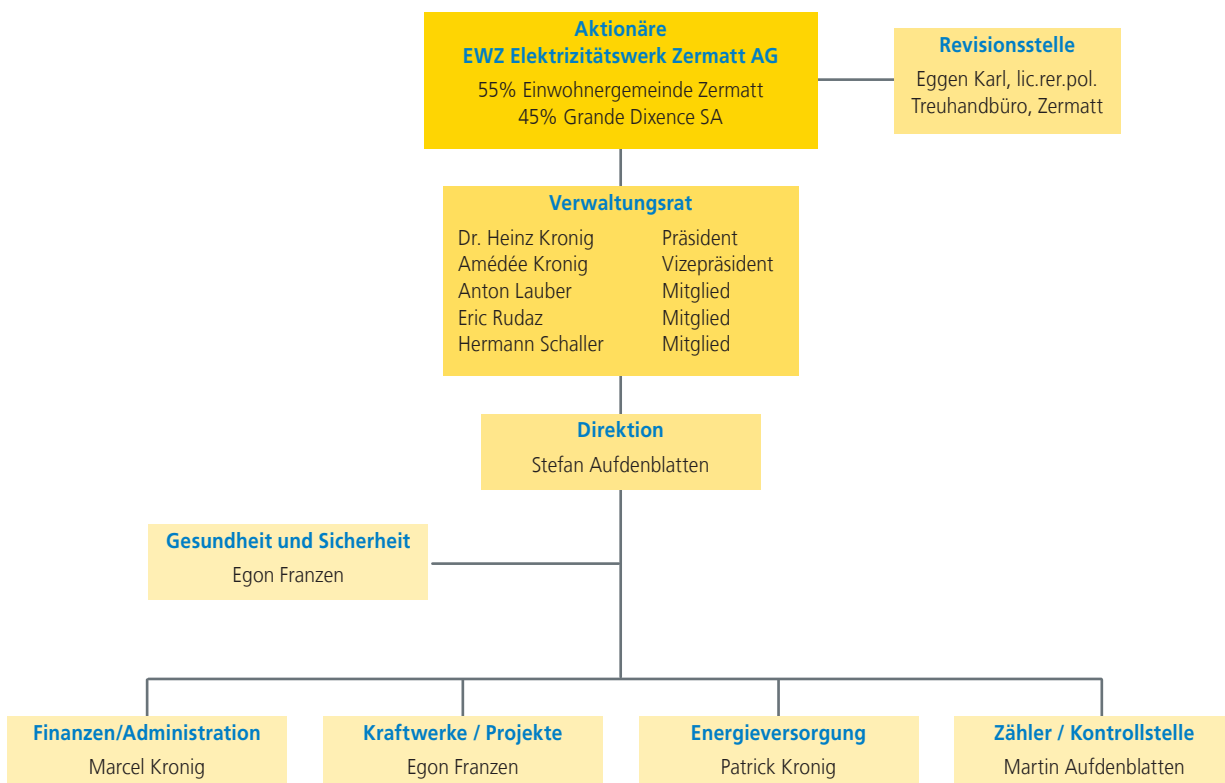 Aktionäre
EWZ Elektrizitätswerk Zermatt AG
55% Einwohnergemeinde Zermatt
45% Grande Dixence SA
Revisionsstelle
Eggen Karl, lic.rer.pol.
Treuhandbüro, Zermatt
Verwaltungsrat
Dr. Heinz Kronig Präsident
Amédée Kronig Vizepräsident
Anton Lauber Mitglied
Eric Rudaz Mitglied
Hermann Schaller Mitglied
Direktion
Stefan Aufdenblatten
Gesundheit und Sicherheit
Egon Franzen
Finanzen/Administration
Marcel Kronig
Kraftwerke / Projekte
Egon Franzen
Energieversorgung
Patrick Kronig
Zähler / Kontrollstelle
Martin Aufdenblatten